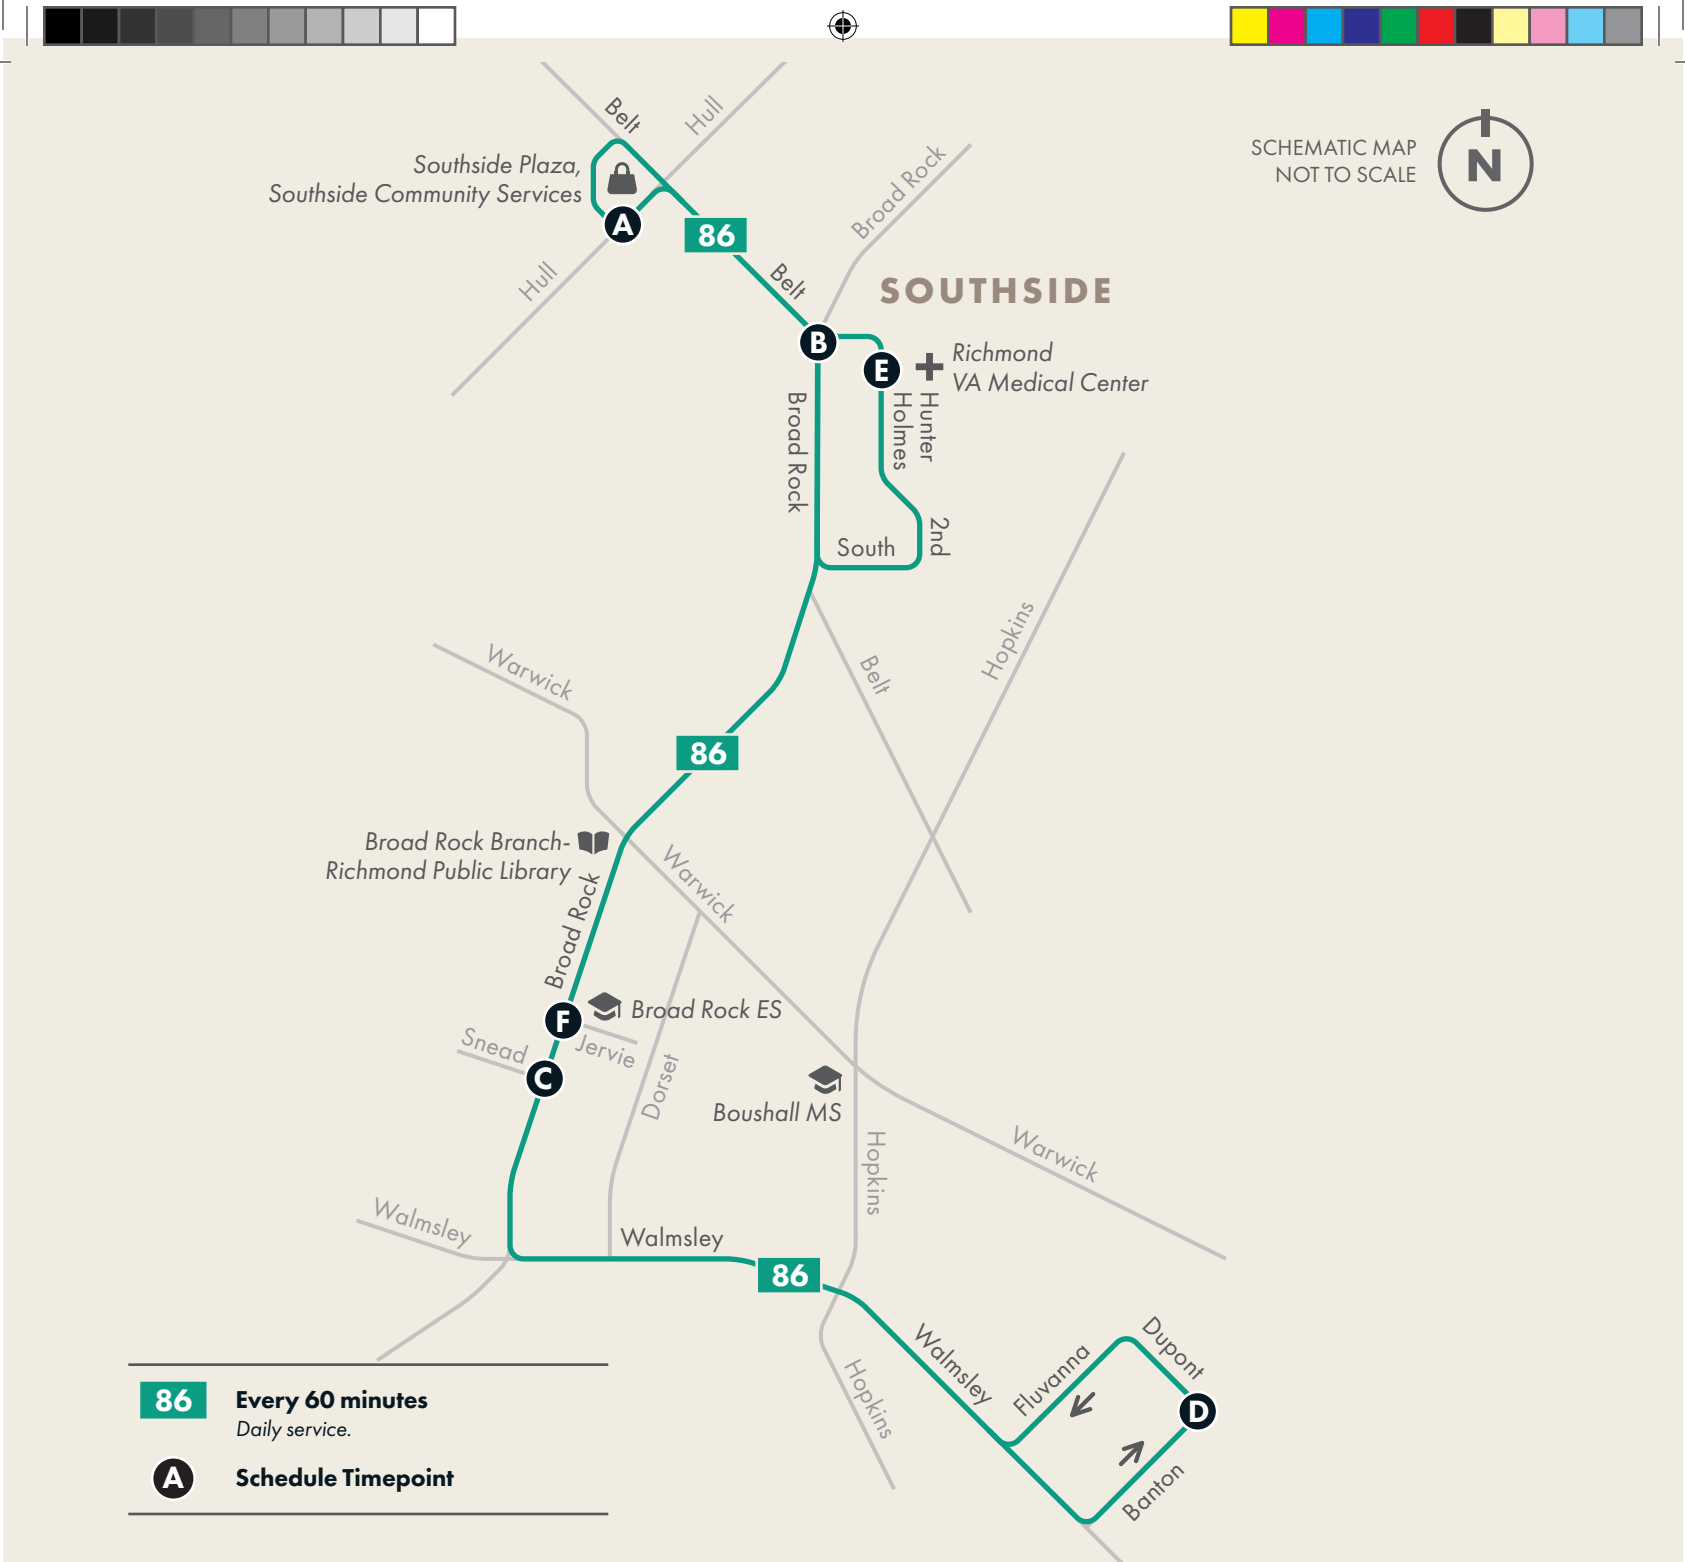 Belt
Hull
SCHEMATIC MAP
NOT TO SCALE
N
Southside Plaza,
Southside Community Services
A
86
Broad Rock
Hull
Belt
SOUTHSIDE
B
E
Richmond
VA Medical Center
Broad Rock
Hunter
Holmes
2nd
South
Hopkins
Warwick
Belt
86
Broad Rock Branch-
Richmond Public Library
Warwick
Broad Rock
F
Broad Rock ES
Snead
Jervie
C
Dorset
Boushall MS
Hopkins
Warwick
Walmsley
Walmsley
86
Walmsley
Fluvanna
Dupont
Hopkins
D
Banton
86
Every 60 minutes
Daily service.
A
Schedule Timepoint